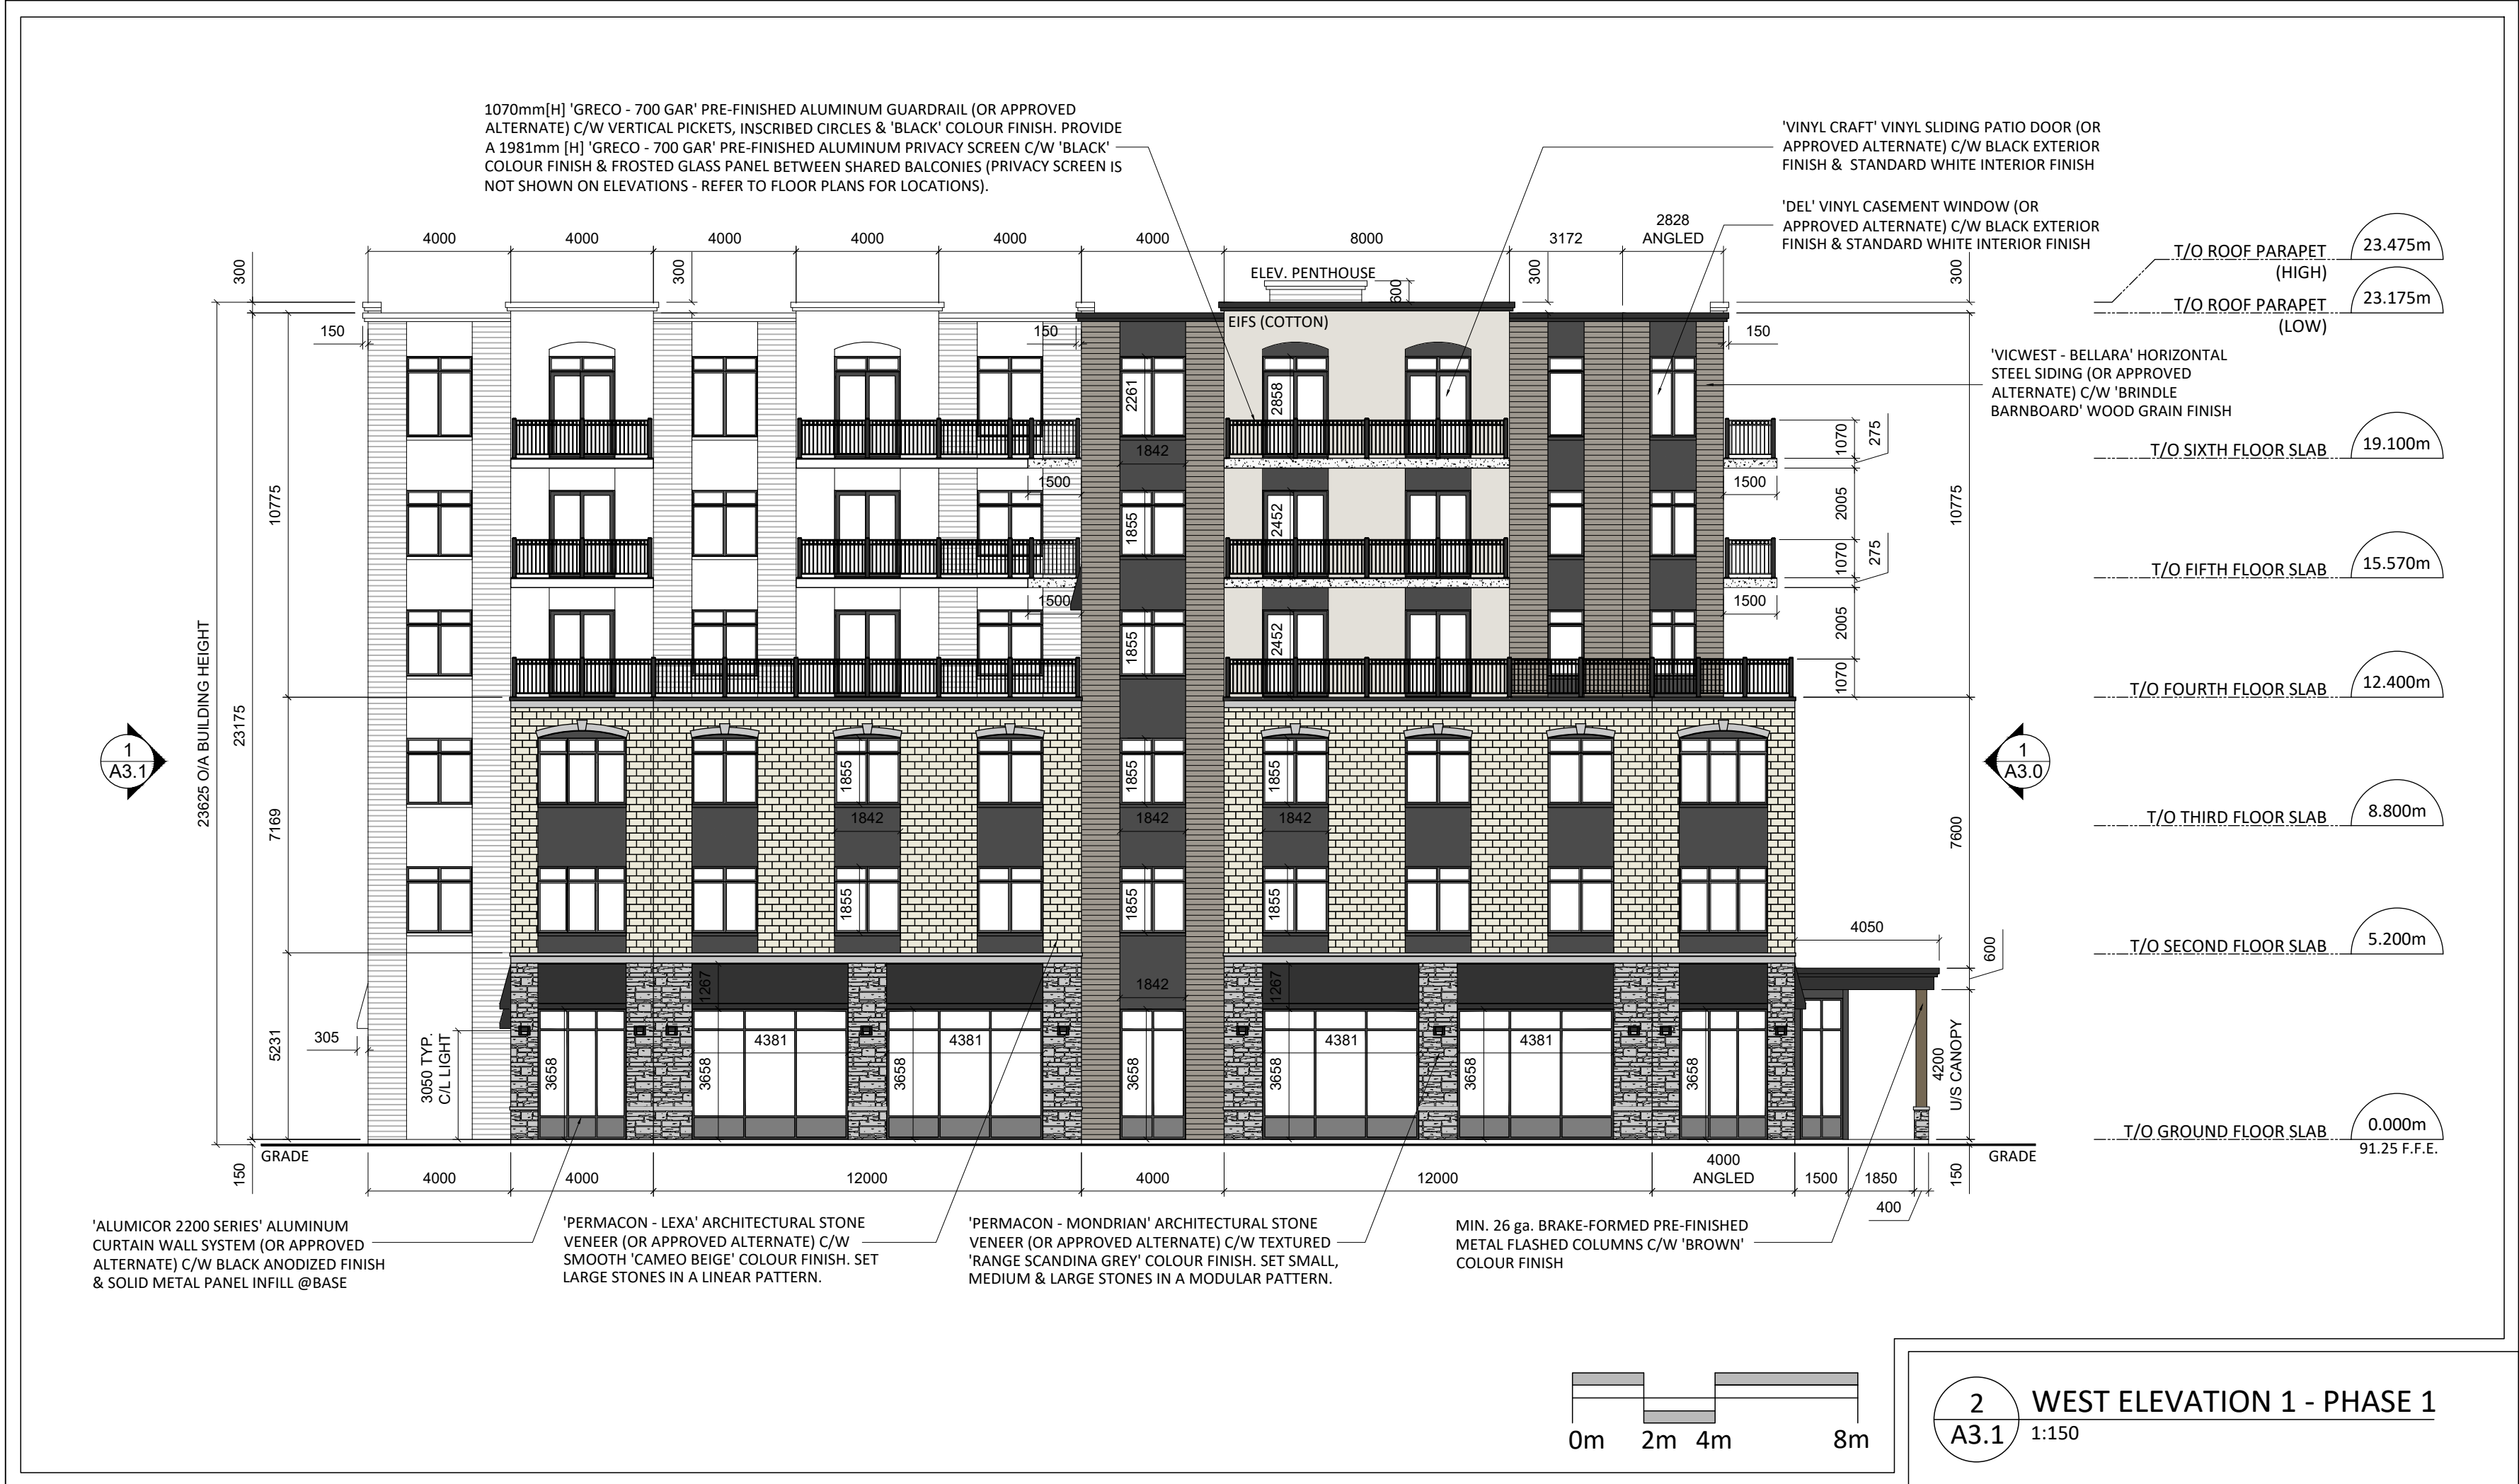 1070mm[H] 'GRECO - 700 GAR' PRE-FINISHED ALUMINUM GUARDRAIL (OR APPROVED
ALTERNATE) C/W VERTICAL PICKETS, INSCRIBED CIRCLES & 'BLACK' COLOUR FINISH. PROVIDE
A 1981mm [H] 'GRECO - 700 GAR' PRE-FINISHED ALUMINUM PRIVACY SCREEN C/W 'BLACK'
COLOUR FINISH & FROSTED GLASS PANEL BETWEEN SHARED BALCONIES (PRIVACY SCREEN IS
NOT SHOWN ON ELEVATIONS - REFER TO FLOOR PLANS FOR LOCATIONS).
'VINYL CRAFT' VINYL SLIDING PATIO DOOR (OR
APPROVED ALTERNATE) C/W BLACK EXTERIOR
FINISH & STANDARD WHITE INTERIOR FINISH
'DEL' VINYL CASEMENT WINDOW (OR
APPROVED ALTERNATE) C/W BLACK EXTERIOR
FINISH & STANDARD WHITE INTERIOR FINISH
4000 4000 4000 4000 4000 4000 8000 3172 2828
ANGLED
300 300 600 300 300
ELEV. PENTHOUSE
EIFS (COTTON)
150 150 150
T/O ROOF PARAPET 23.475m
(HIGH)
T/O ROOF PARAPET 23.175m
(LOW)
'VICWEST - BELLARA' HORIZONTAL
STEEL SIDING (OR APPROVED
ALTERNATE) C/W 'BRINDLE
BARNBOARD' WOOD GRAIN FINISH
2261 2858
1842
1070 275
T/O SIXTH FLOOR SLAB 19.100m
1500 1500
10775 1855 2452 2005 10775
1070 275
T/O FIFTH FLOOR SLAB 15.570m
1500 1500
1855 2452 2005
1070
T/O FOURTH FLOOR SLAB 12.400m
23625 O/A BUILDING HEIGHT
23175
1
A3.1
1
A3.0
1855 1855 1855
7169 7600
1842 1842 1842
T/O THIRD FLOOR SLAB 8.800m
1855 1855 1855
4050
T/O SECOND FLOOR SLAB 5.200m
600
1267 1842 1267
305
5231
3050 TYP.
C/L LIGHT
4381 4381 4381 4381
3658 3658 3658 3658 3658 3658 3658
4200
U/S CANOPY
T/O GROUND FLOOR SLAB 0.000m
91.25 F.F.E.
GRADE GRADE
150 150
4000 4000 12000 4000 12000 4000
ANGLED
1500 1850
400
'ALUMICOR 2200 SERIES' ALUMINUM
CURTAIN WALL SYSTEM (OR APPROVED
ALTERNATE) C/W BLACK ANODIZED FINISH
& SOLID METAL PANEL INFILL @BASE
'PERMACON - LEXA' ARCHITECTURAL STONE
VENEER (OR APPROVED ALTERNATE) C/W
SMOOTH 'CAMEO BEIGE' COLOUR FINISH. SET
LARGE STONES IN A LINEAR PATTERN.
'PERMACON - MONDRIAN' ARCHITECTURAL STONE
VENEER (OR APPROVED ALTERNATE) C/W TEXTURED
'RANGE SCANDINA GREY' COLOUR FINISH. SET SMALL,
MEDIUM & LARGE STONES IN A MODULAR PATTERN.
MIN. 26 ga. BRAKE-FORMED PRE-FINISHED
METAL FLASHED COLUMNS C/W 'BROWN'
COLOUR FINISH
0m 2m 4m 8m
2
A3.1
WEST ELEVATION 1 - PHASE 1
1:150